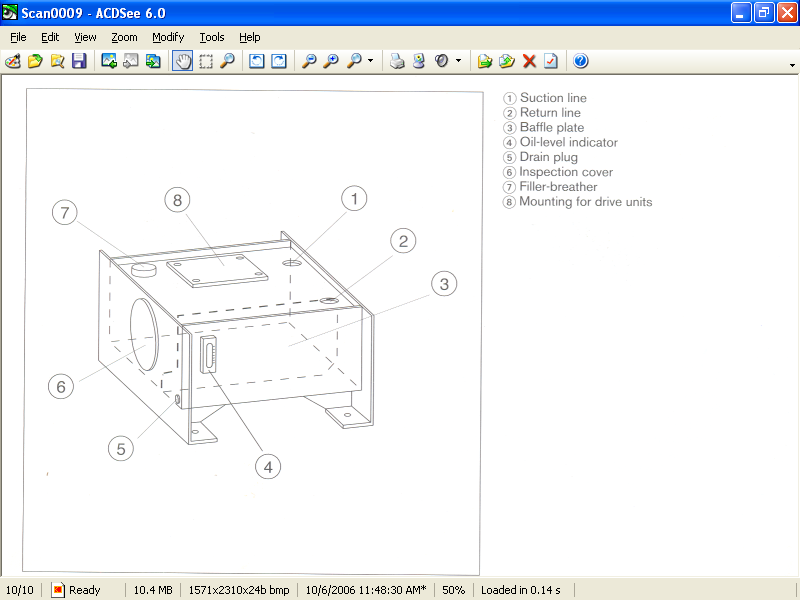 Scan0009 - ACDSee 6.0
File Edit View Zoom Modify Tools Help
1 Suction line
2 Return line
3 Baffle plate
4 Oil-level indicator
5 Drain plug
6 Inspection cover
7 Filler-breather
8 Mounting for drive units
8
1
7
2
3
6
5
4
10/10 Ready 10.4 MB 1571x2310x24b bmp 10/6/2006 11:48:30 AM* 50% Loaded in 0.14 s